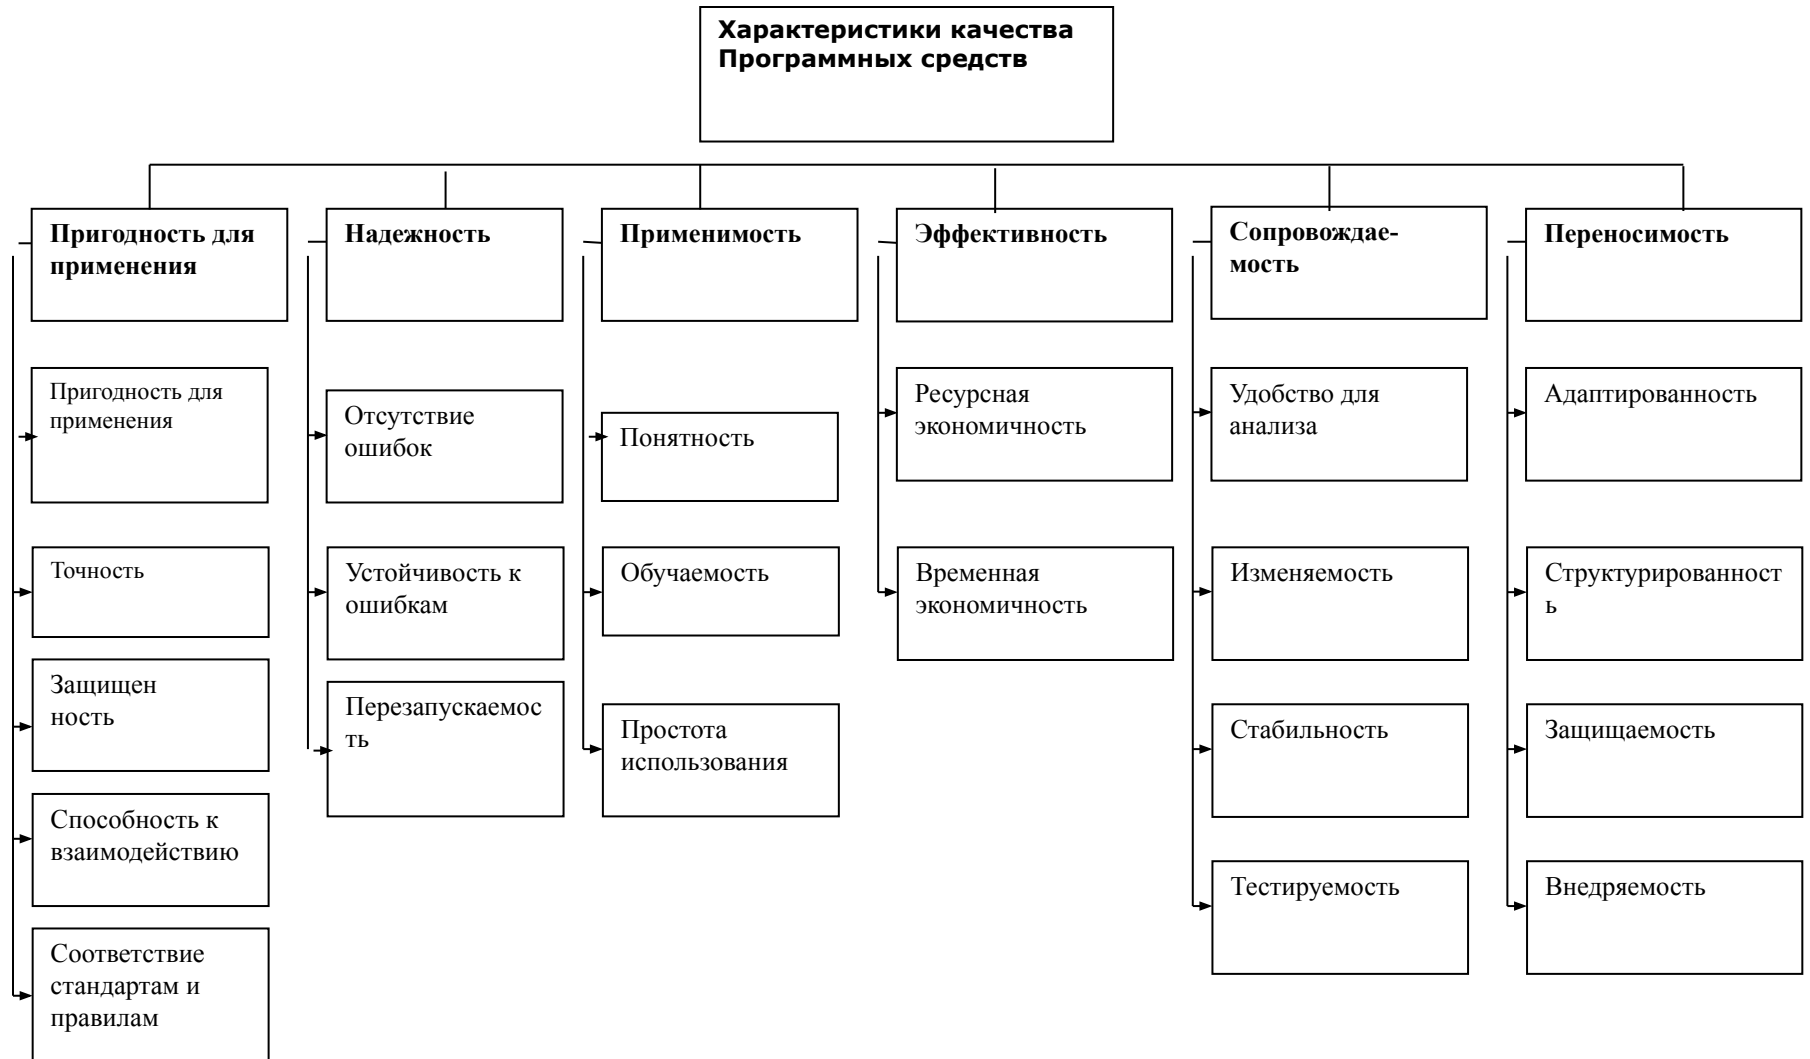 Характеристики качества
Программных средств
Пригодность для
применения
Надежность
Применимость
Эффективность
Сопровождае-
мость
Переносимость
Пригодность для
применения
Отсутствие
ошибок
Понятность
Ресурсная
экономичность
Удобство для
анализа
Адаптированность
Точность
Устойчивость к
ошибкам
Обучаемость
Временная
экономичность
Изменяемость
Структурированност
ь
Защищен
ность
Перезапускаемос
ть
Простота
использования
Стабильность
Защищаемость
Способность к
взаимодействию
Тестируемость
Внедряемость
Соответствие
стандартам и
правилам